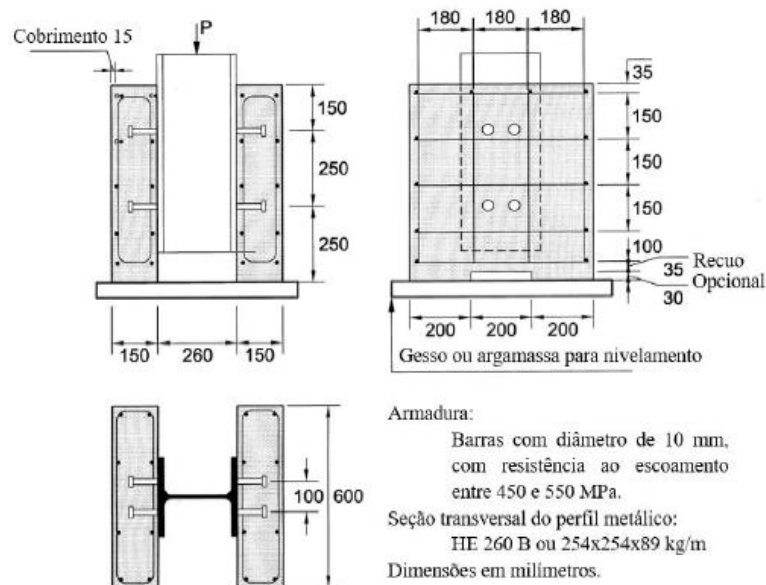 Cobrimento 15
P
150
250
250
150
260
150
180
180
180
35
150
150
150
100
35
30
Recuo
Opcional
200
200
200
Gesso ou argamassa para nivelamento
100
600
Armadura:
Barras com diâmetro de 10 mm,
com resistência ao escoamento
entre 450 e 550 MPa.
Seção transversal do perfil metálico:
HE 260 B ou 254x254x89 kg/m
Dimensões em milímetros.